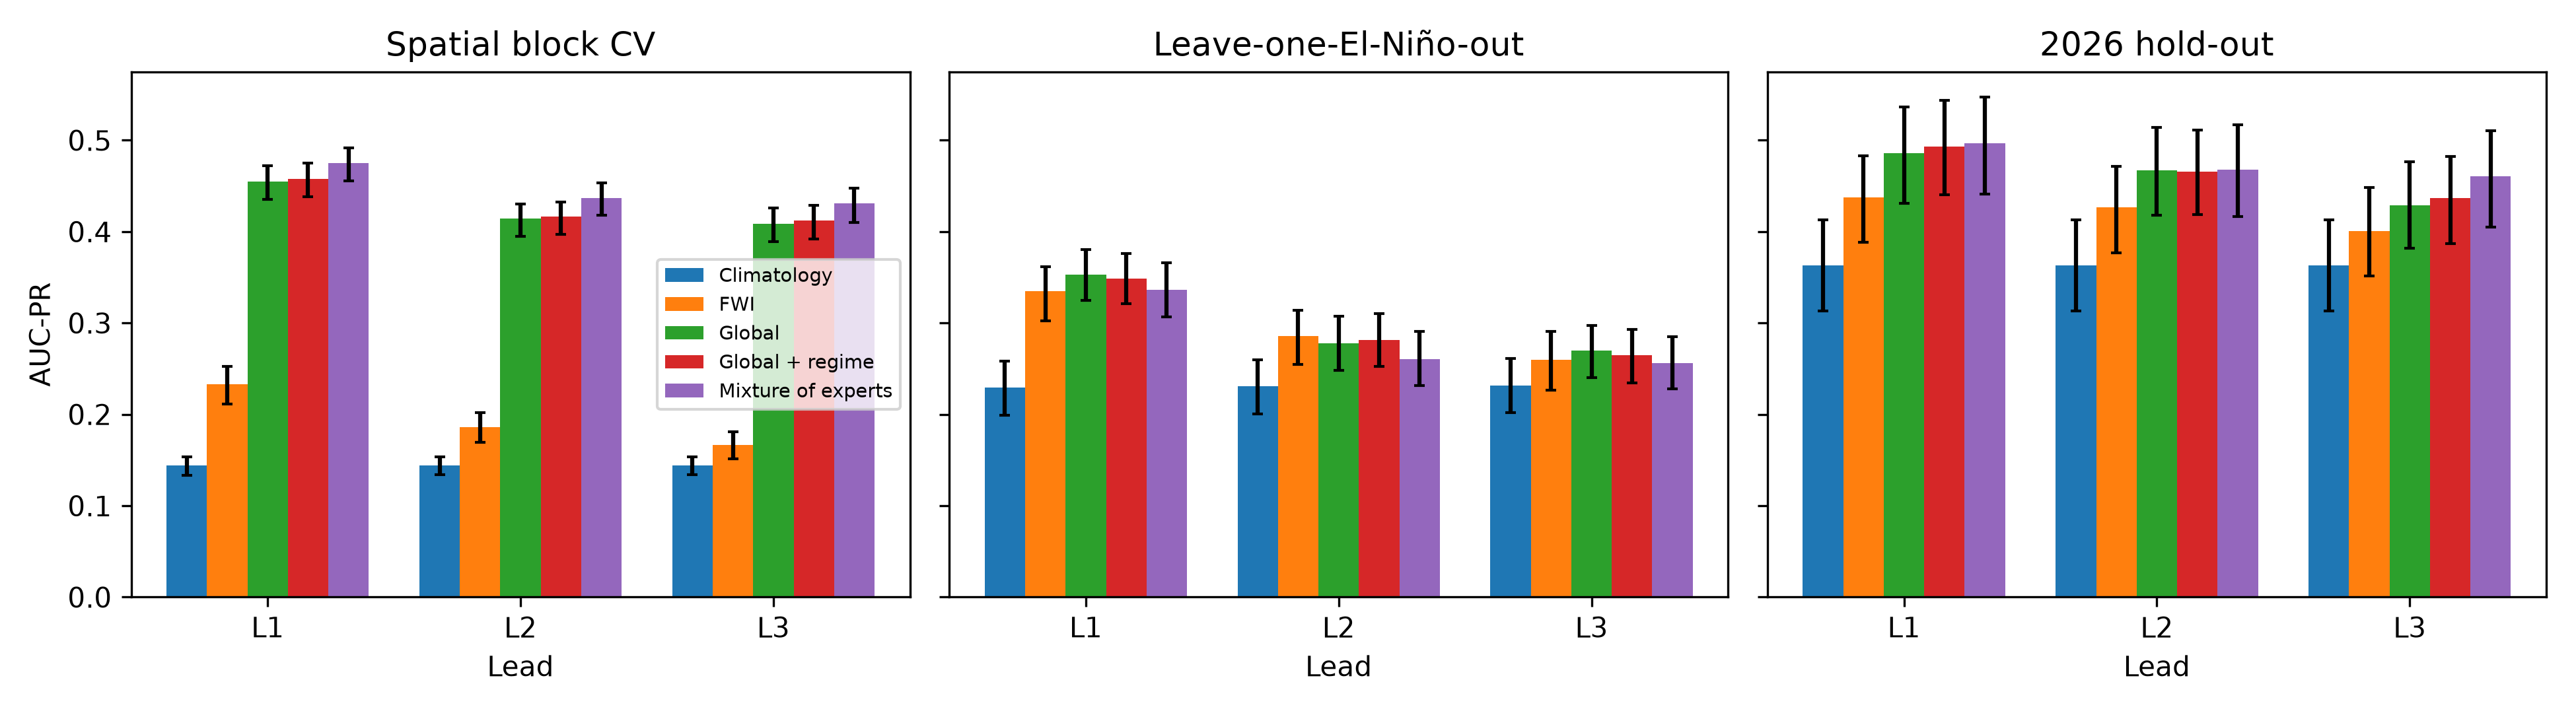 Spatial block CV
Leave-one-El-Niño-out
2026 hold-out
AUC-PR
0.5
0.4
0.3
0.2
0.1
0.0
Climatology
FWI
Global
Global + regime
Mixture of experts
L1 L2 L3
Lead
L1 L2 L3
Lead
L1 L2 L3
Lead